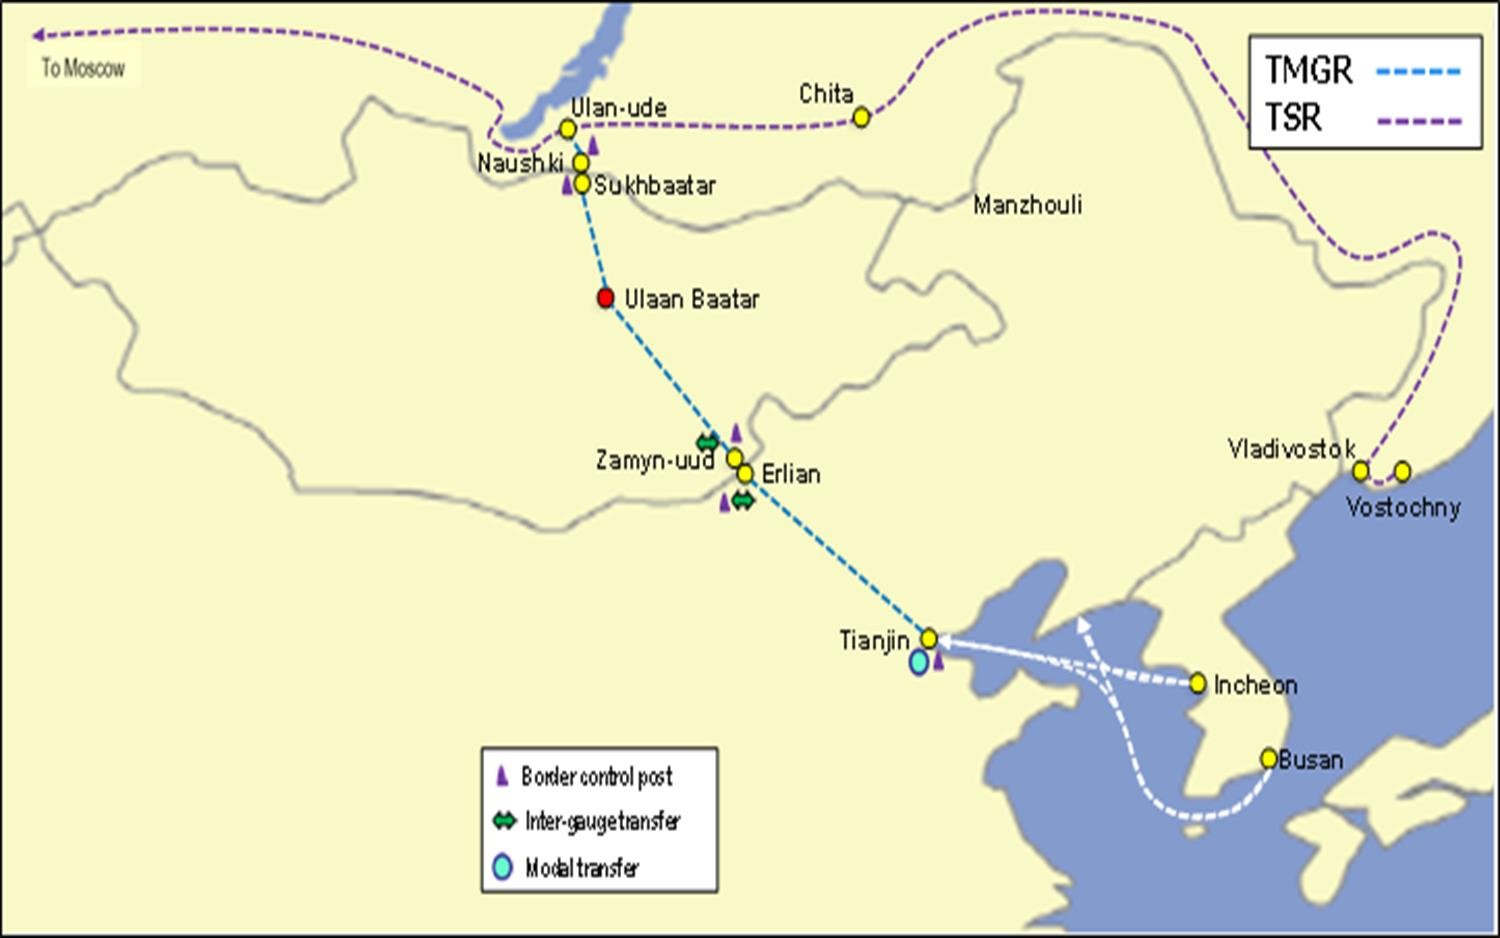 To Moscow
Ulan-ude
Chita
TMGR
TSR
Naushki
Sukhbaatar
Manzhouli
Ulaan Baatar
Zamyn-uud
Erlian
Vladivostok
Vostochny
Tianjin
Incheon
Busan
Border control post
Inter-gauge transfer
Modal transfer